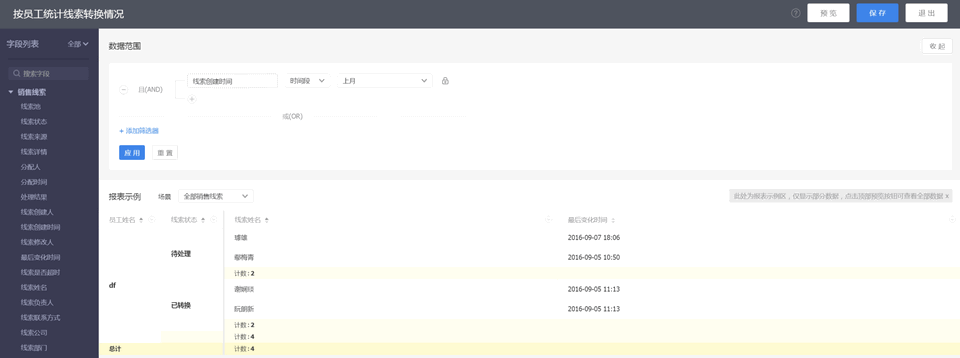 按员工统计线索转换情况
预 览
保 存
退 出
字段列表
全部
搜索字段
销售线索
线索池
线索状态
线索来源
线索详情
分配人
分配时间
处理结果
线索创建人
线索创建时间
线索修改人
最后变化时间
线索是否超时
线索姓名
线索负责人
线索联系方式
线索公司
线索部门
数据范围
收 起
且(AND)
线索创建时间
时间段
上月
或(OR)
+ 添加筛选器
应 用
重 置
报表示例
场景
全部销售线索
此处为报表示例区，仅显示部分数据，点击顶部预览按钮可查看全部数据 x
员工姓名
线索状态
线索姓名
最后变化时间
df
待处理
2016-09-07 18:06
2016-09-05 10:50
计数 : 2
已转换
2016-09-05 11:13
2016-09-05 11:13
计数 : 2
计数 : 4
总计
计数 : 4